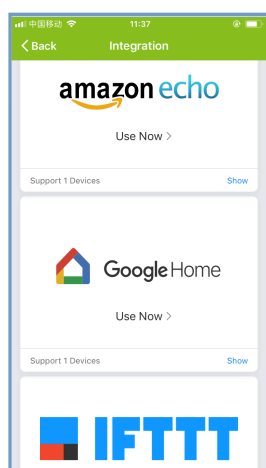 中国移动
11:37
Back
Integration
amazon echo
Use Now
Support 1 Devices
Show
Google Home
Use Now
Support 1 Devices
Show
IFTTT